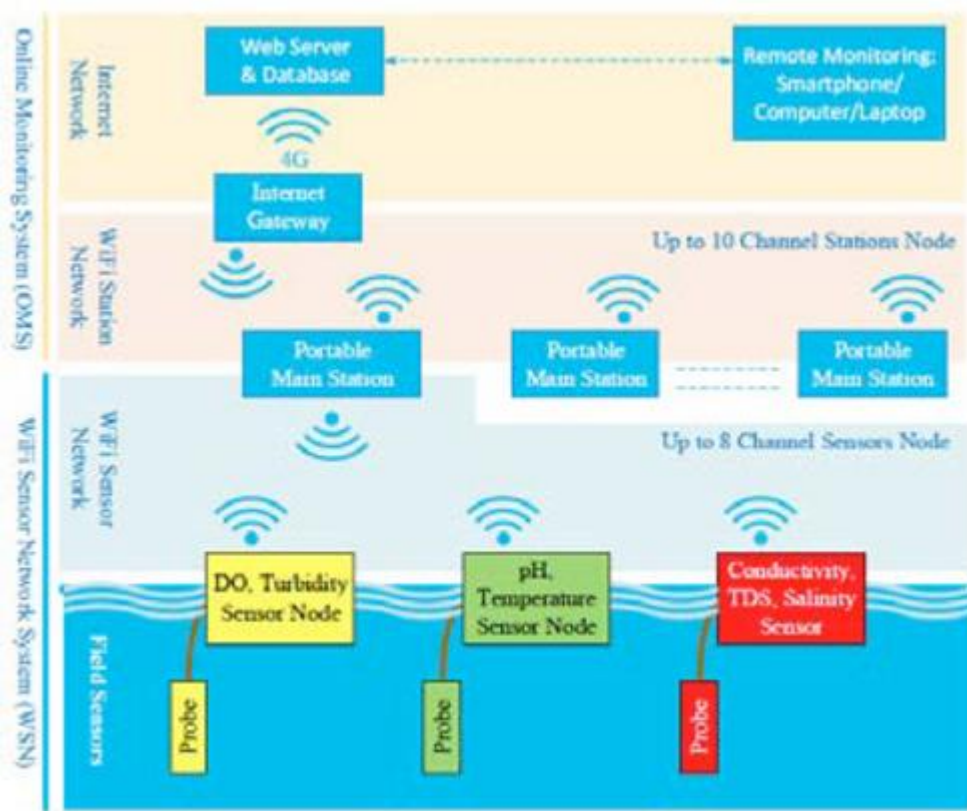 Online Monitoring System (OMS)
Internet
Network
Web Server
& Database
Remote Monitoring:
Smartphone/
Computer/Laptop
4G
Internet
Gateway
WiFi Station
Network
Up to 10 Channel Stations Node
Portable
Main Station
Portable
Main Station
Portable
Main Station
WiFi Sensor Network System (WSN)
WiFi Sensor
Network
Up to 8 Channel Sensors Node
DO, Turbidity
Sensor Node
pH,
Temperature
Sensor Node
Conductivity,
TDS, Salinity
Sensor
Field Sensors
Probe
Probe
Probe